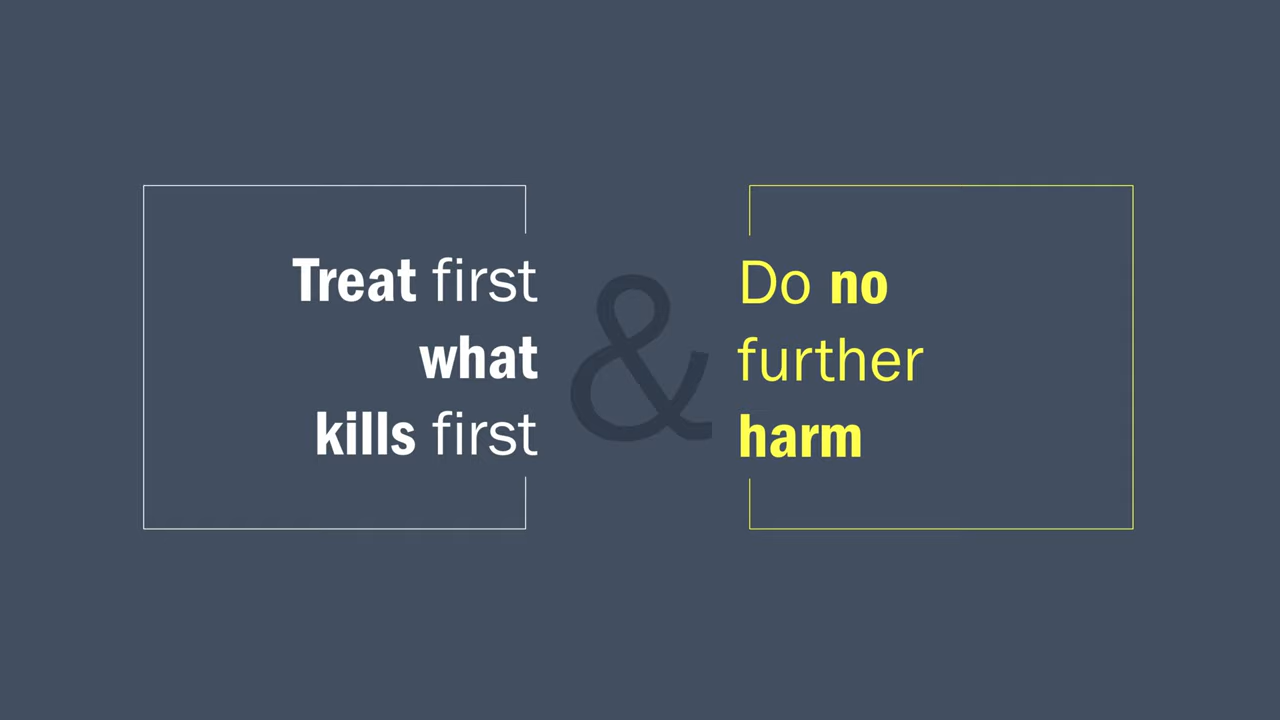 Treat first
what
kills first
&
Do no
further
harm